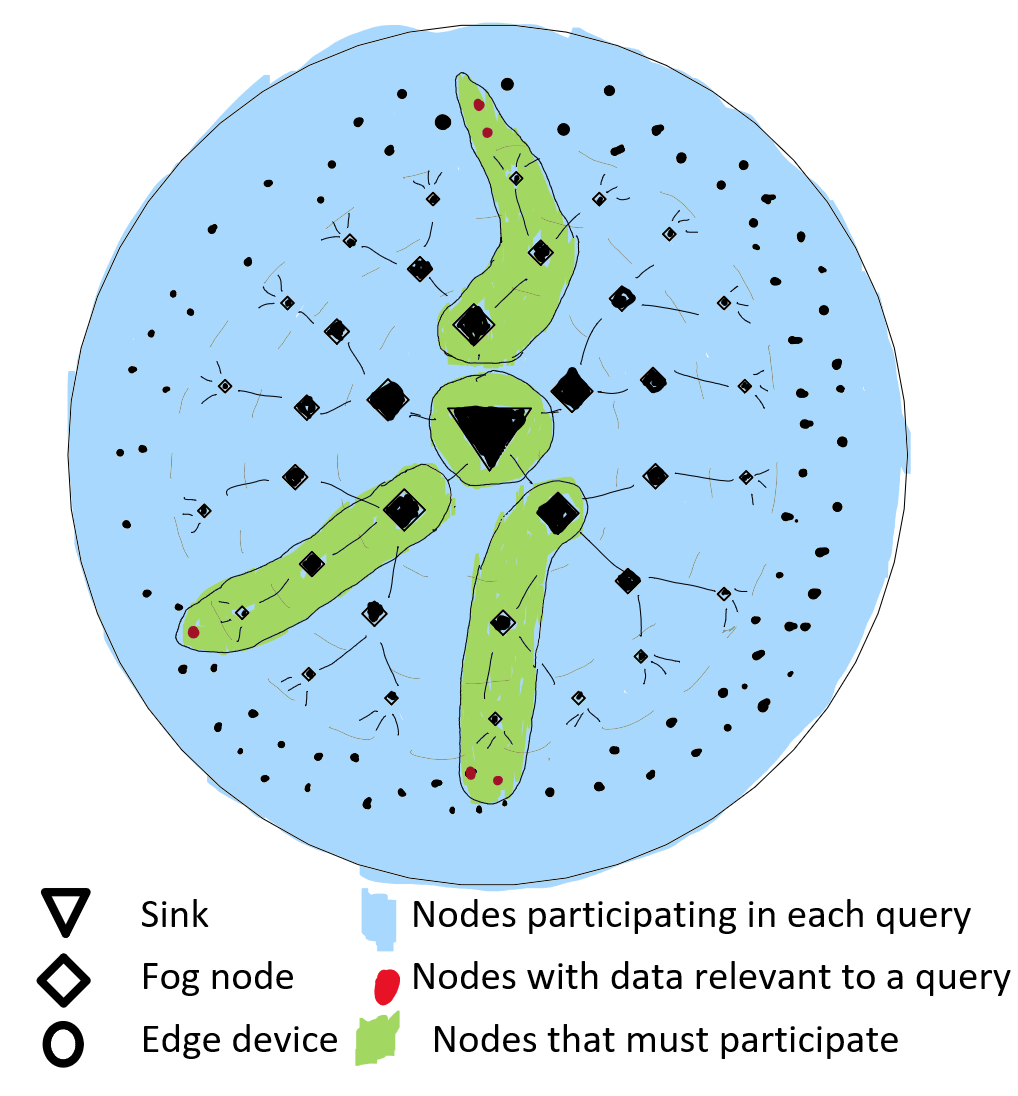 Sink
Nodes participating in each query
Fog node
Nodes with data relevant to a query
Edge device
Nodes that must participate